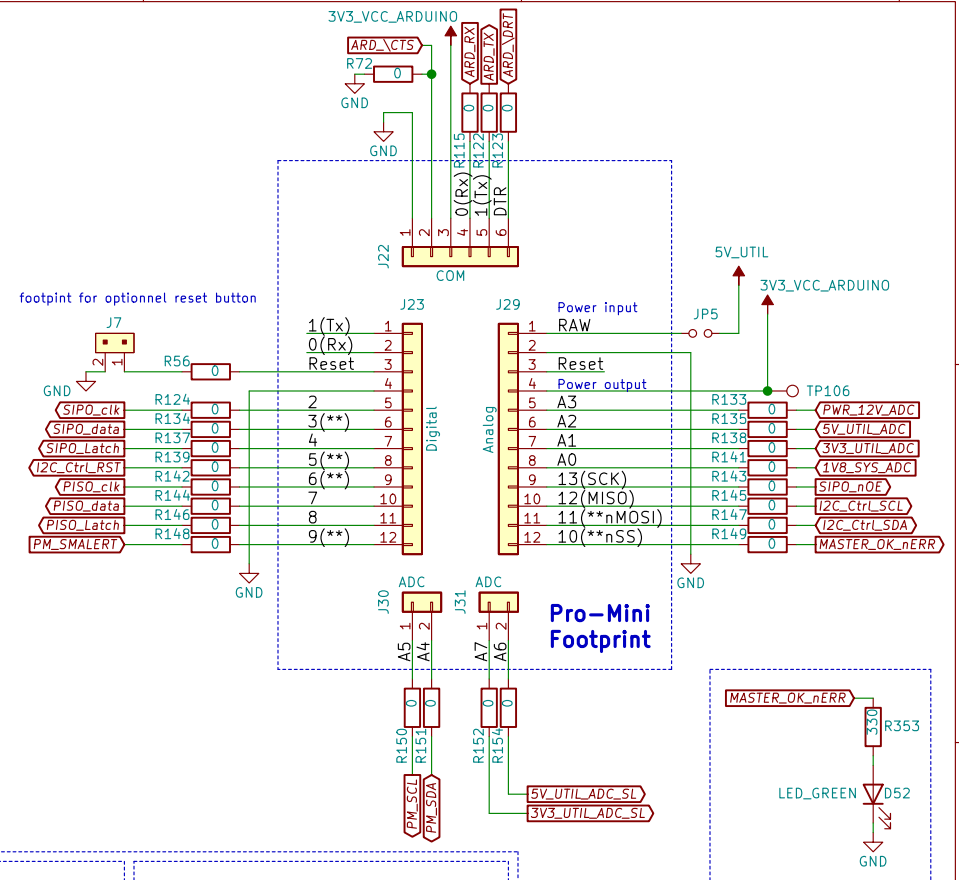 3V3_VCC_ARDUINO
ARD_\CTS
ARD_RX
ARD_TX
ARD_\DRT
R72
0
GND
GND
0
0
0
R115
R122
R123
0(Rx)
1(Tx)
DTR
1
2
3
4
5
6
J22
COM
5V_UTIL
3V3_VCC_ARDUINO
footpint for optionnel reset button
J7
2
1
GND
R56
0
J23
J29
Power input
JP5
1(Tx)
1
1
RAW
0(Rx)
2
2
Reset
3
3
Reset
4
4
Power output
TP106
SIPO_clk
R124
0
2
5
5
A3
R133
0
PWR_12V_ADC
SIPO_data
R134
0
3(**)
6
6
A2
R135
0
5V_UTIL_ADC
SIPO_Latch
R137
0
4
7
7
A1
R138
0
3V3_UTIL_ADC
I2C_Ctrl_RST
R139
0
5(**)
8
8
A0
R141
0
1V8_SYS_ADC
PISO_clk
R142
0
6(**)
9
9
13(SCK)
R143
0
SIPO_nOE
PISO_data
R144
0
7
10
10
12(MISO)
R145
0
I2C_Ctrl_SCL
PISO_Latch
R146
0
8
11
11
11(**nMOSI)
R147
0
I2C_Ctrl_SDA
PM_SMALERT
R148
0
9(**)
12
12
10(**nSS)
R149
0
MASTER_OK_nERR
Digital
Analog
GND
GND
ADC
ADC
J30
J31
1
2
1
2
A5
A4
A7
A6
Pro-Mini
Footprint
0
0
0
0
R150
R151
R152
R154
PM_SCL
PM_SDA
5V_UTIL_ADC_SL
3V3_UTIL_ADC_SL
MASTER_OK_nERR
330
R353
LED_GREEN
D52
GND